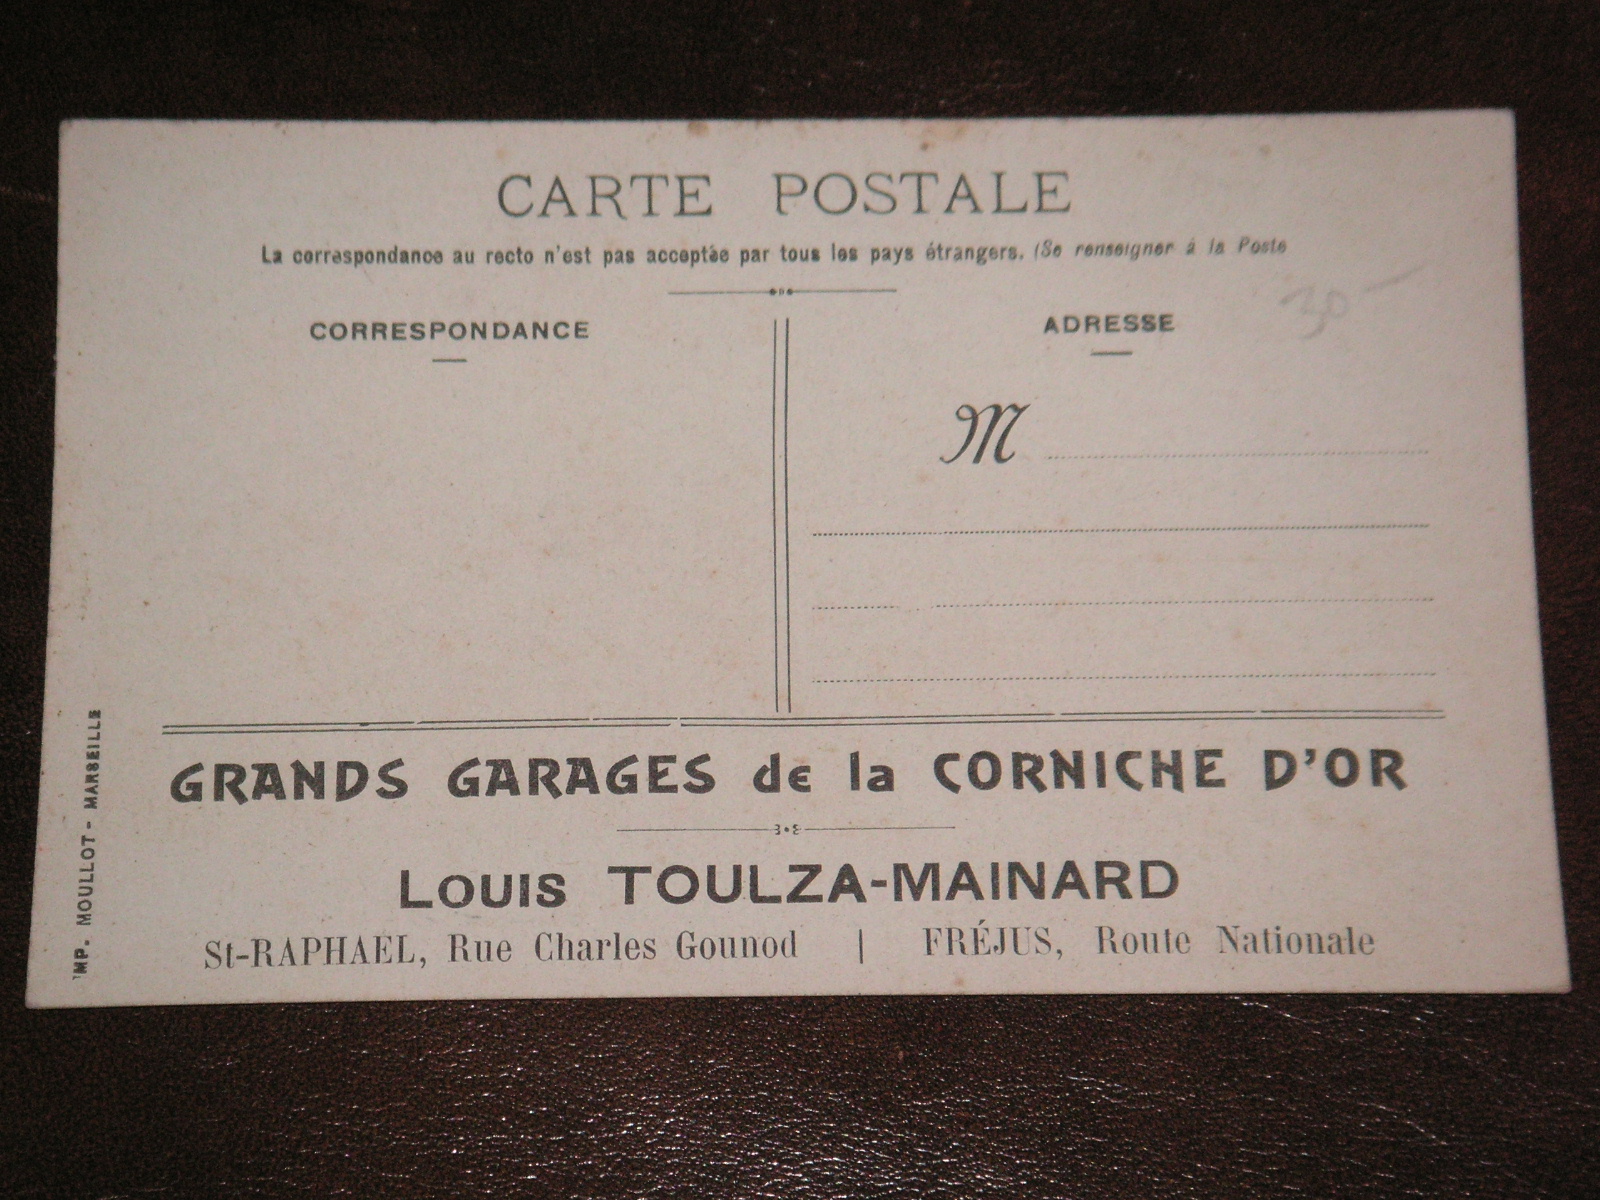 CARTE POSTALE
La correspondance au recto n'est pas acceptée par tous les pays étrangers. (Se renseigner à la Poste
CORRESPONDANCE
ADRESSE
30-
M
GRANDS GARAGES de la CORNICHE D'OR
LOUIS TOULZA-MAINARD
St-RAPHAEL, Rue Charles Gounod | FRÉJUS, Route Nationale
IMP. MOULLOT - MARSEILLE